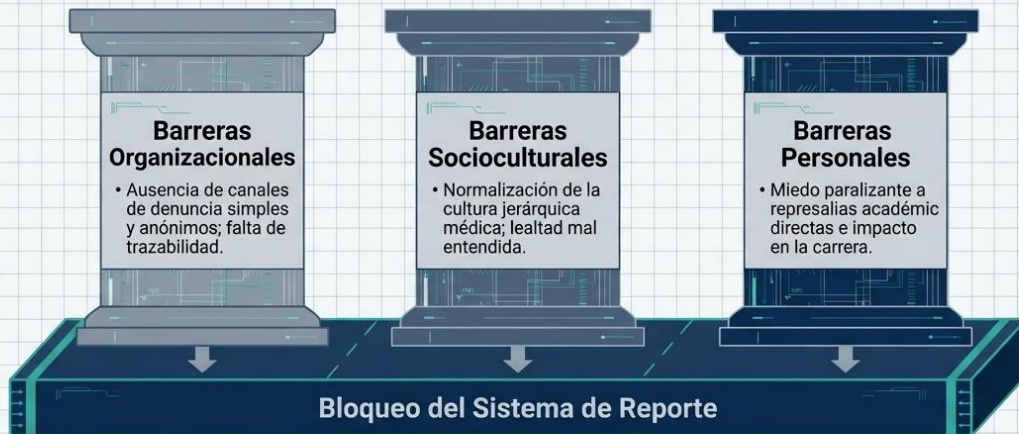 Barreras
Organizacionales
• Ausencia de canales
de denuncia simples
y anónimos; falta de
trazabilidad.
Barreras
Socioculturales
• Normalización de la
cultura jerárquica
médica; lealtad mal
entendida.
Barreras
Personales
• Miedo paralizante a
represalias académic
directas e impacto
en la carrera.
Bloqueo del Sistema de Reporte